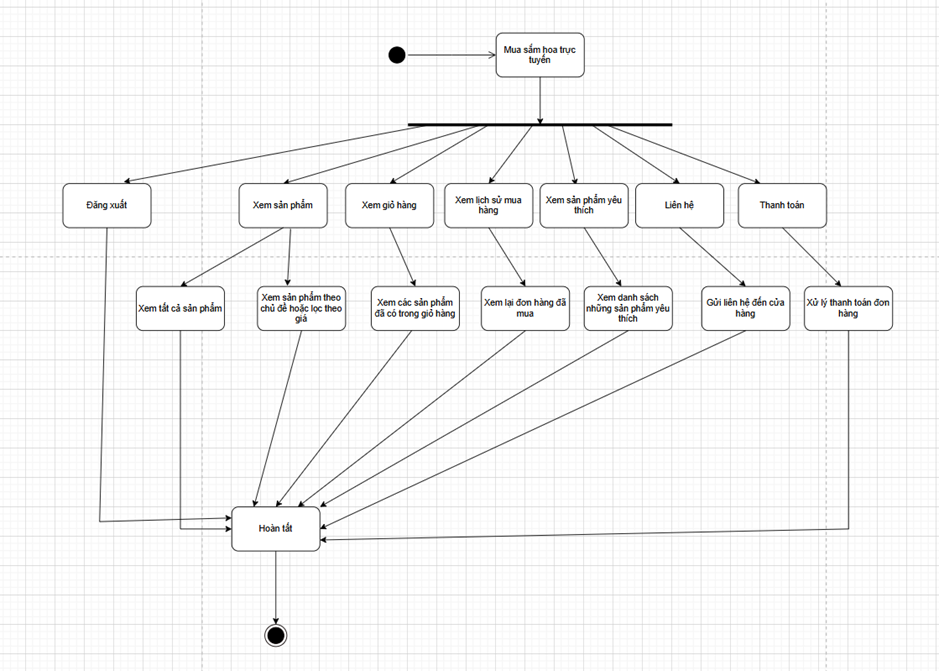 Mua sắm hoa trực
tuyến
Đăng xuất
Xem sản phẩm
Xem giỏ hàng
Xem lịch sử mua
hàng
Xem sản phẩm yêu
thích
Liên hệ
Thanh toán
Xem tất cả sản phẩm
Xem sản phẩm theo
chủ đề hoặc lọc theo
giá
Xem các sản phẩm
đã có trong giỏ hàng
Xem lại đơn hàng đã
mua
Xem danh sách
những sản phẩm yêu
thích
Gửi liên hệ đến cửa
hàng
Xử lý thanh toán đơn
hàng
Hoàn tất